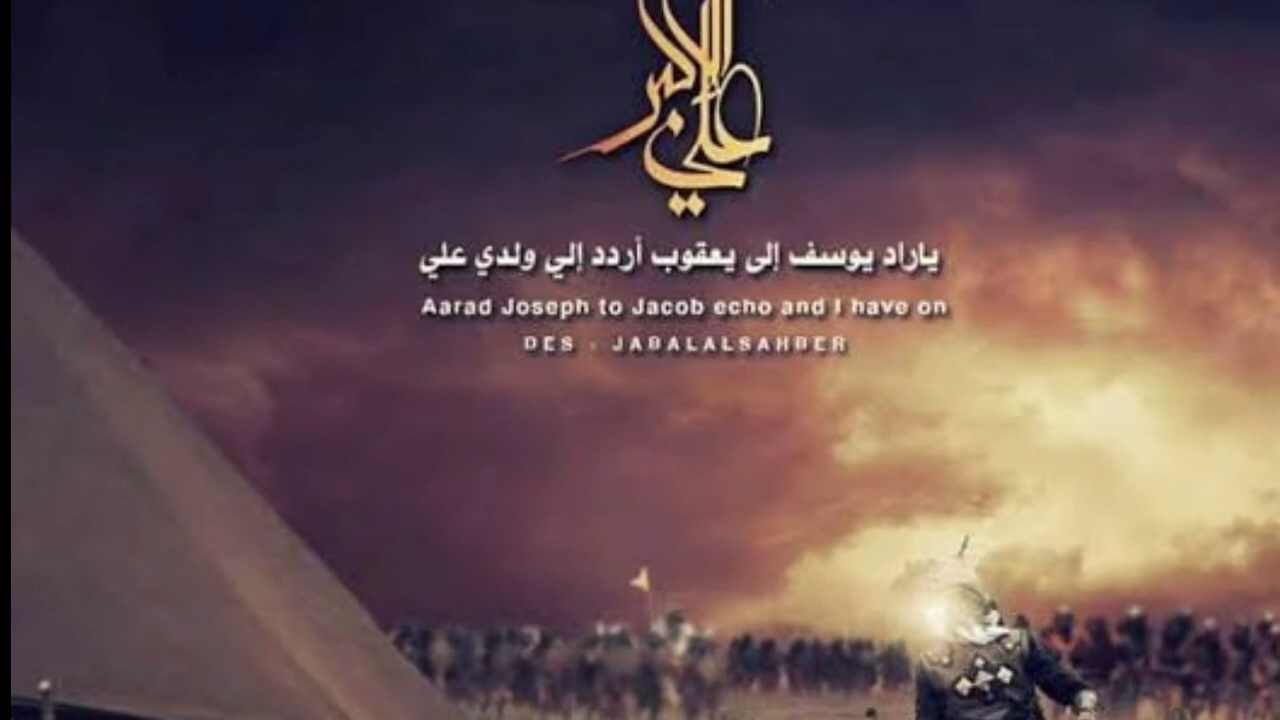 علي الأكبر
ياراد يوسف إلى يعقوب أردد إلي ولدي علي
Aarad Joseph to Jacob echo and I have on
DES - JABALALSAHBER